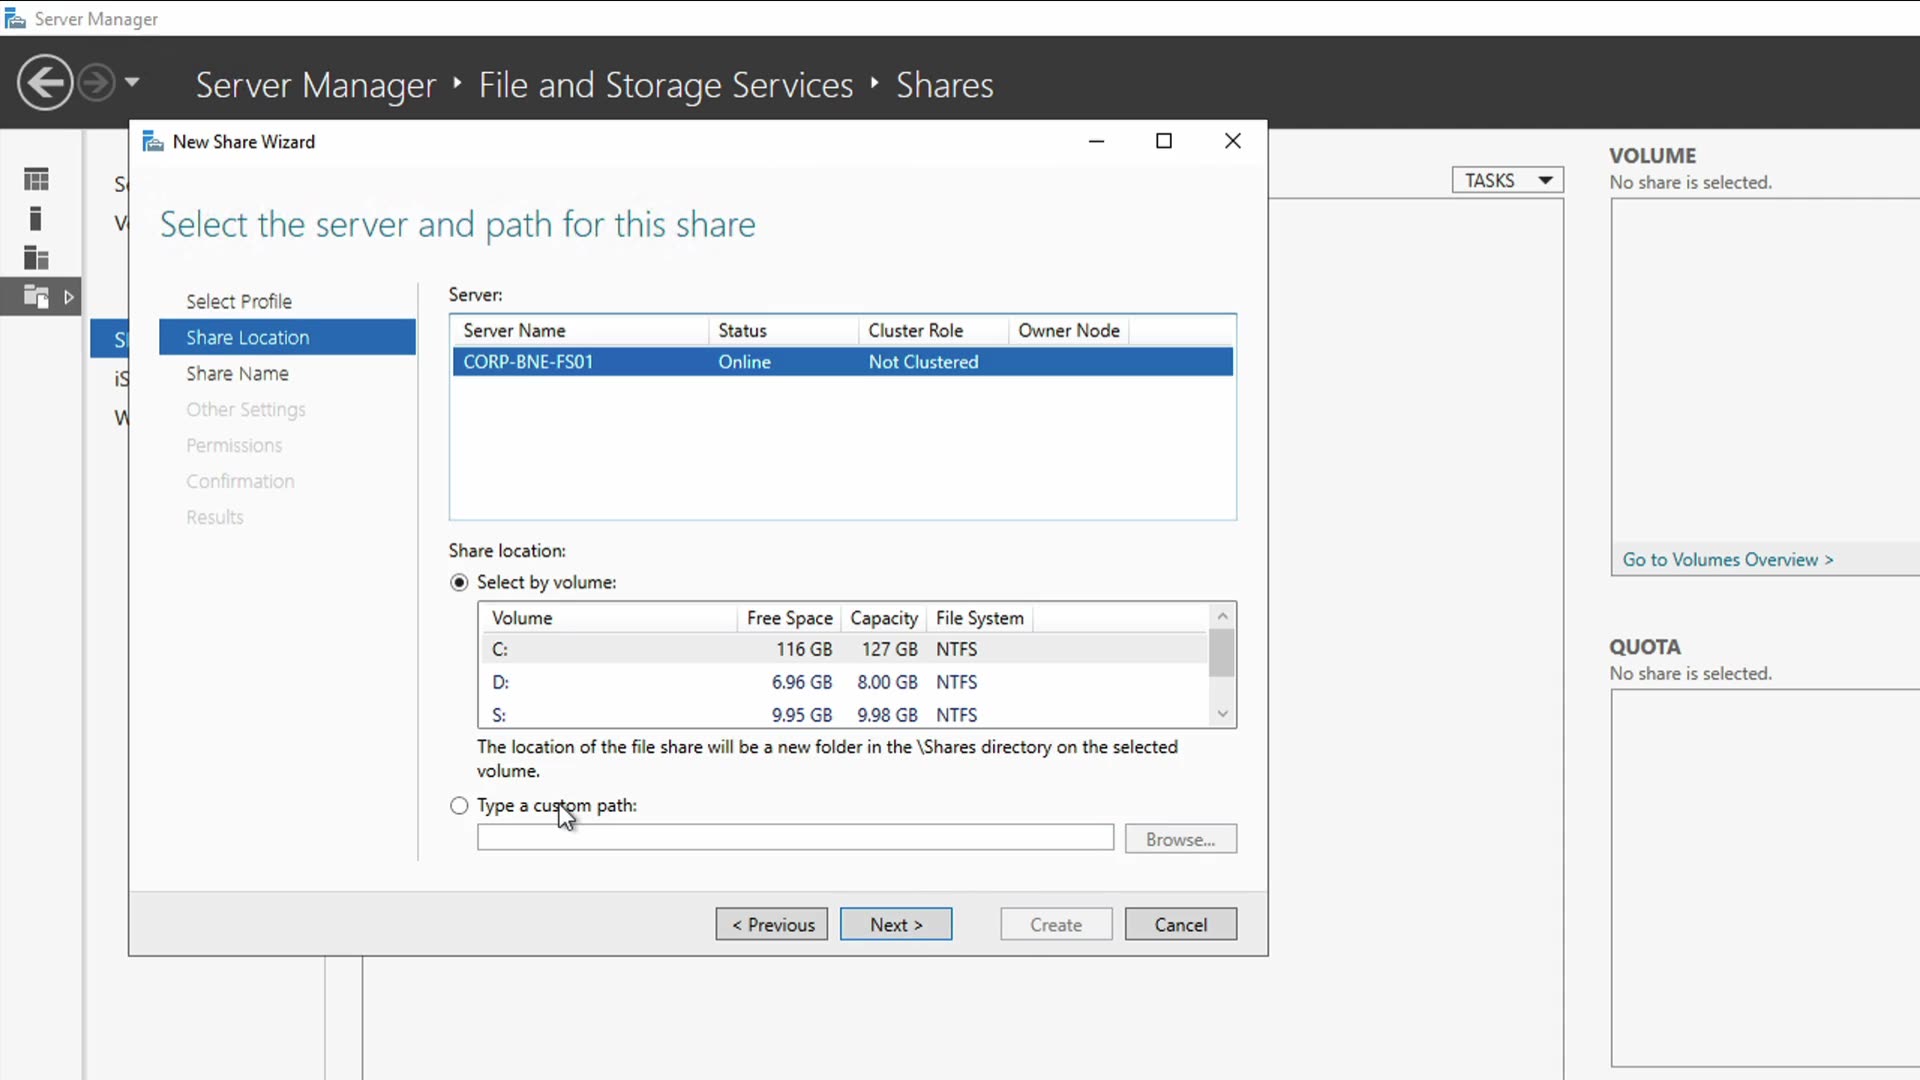 Server Manager
Server Manager ‣ File and Storage Services ‣ Shares
New Share Wizard
Select the server and path for this share
Select Profile
Share Location
Share Name
Other Settings
Permissions
Confirmation
Results
Server:
Server Name Status Cluster Role Owner Node
CORP-BNE-FS01 Online Not Clustered
Share location:
Select by volume:
Volume Free Space Capacity File System
C: 116 GB 127 GB NTFS
D: 6.96 GB 8.00 GB NTFS
S: 9.95 GB 9.98 GB NTFS
The location of the file share will be a new folder in the \Shares directory on the selected
volume.
Type a custom path:
Browse...
< Previous
Next >
Create
Cancel
TASKS
VOLUME
No share is selected.
Go to Volumes Overview >
QUOTA
No share is selected.